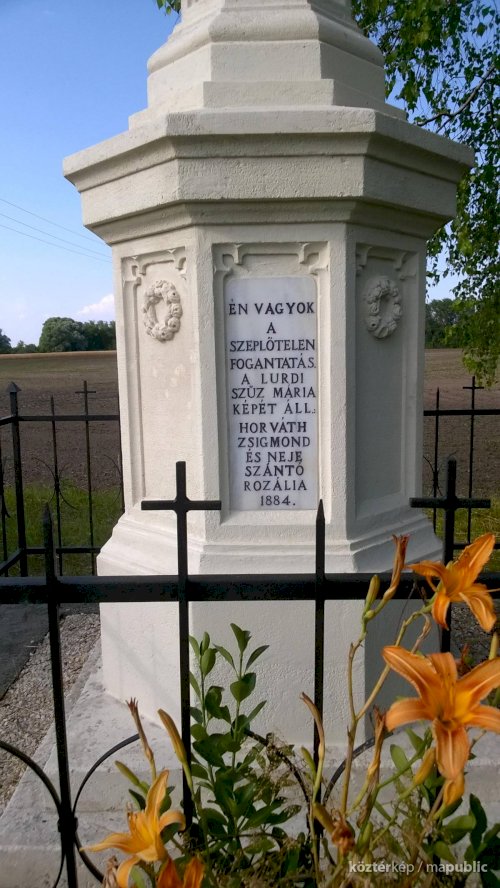 ÉN VAGYOK
A
SZEPLŐTELEN
FOGANTATÁS.
A LURDI
SZŰZ MÁRIA
KÉPÉT ÁLL.:
HORVÁTH
ZSIGMOND
ÉS NEJE
SZÁNTÓ
ROZÁLIA
1884.
köztérkép / mapublic